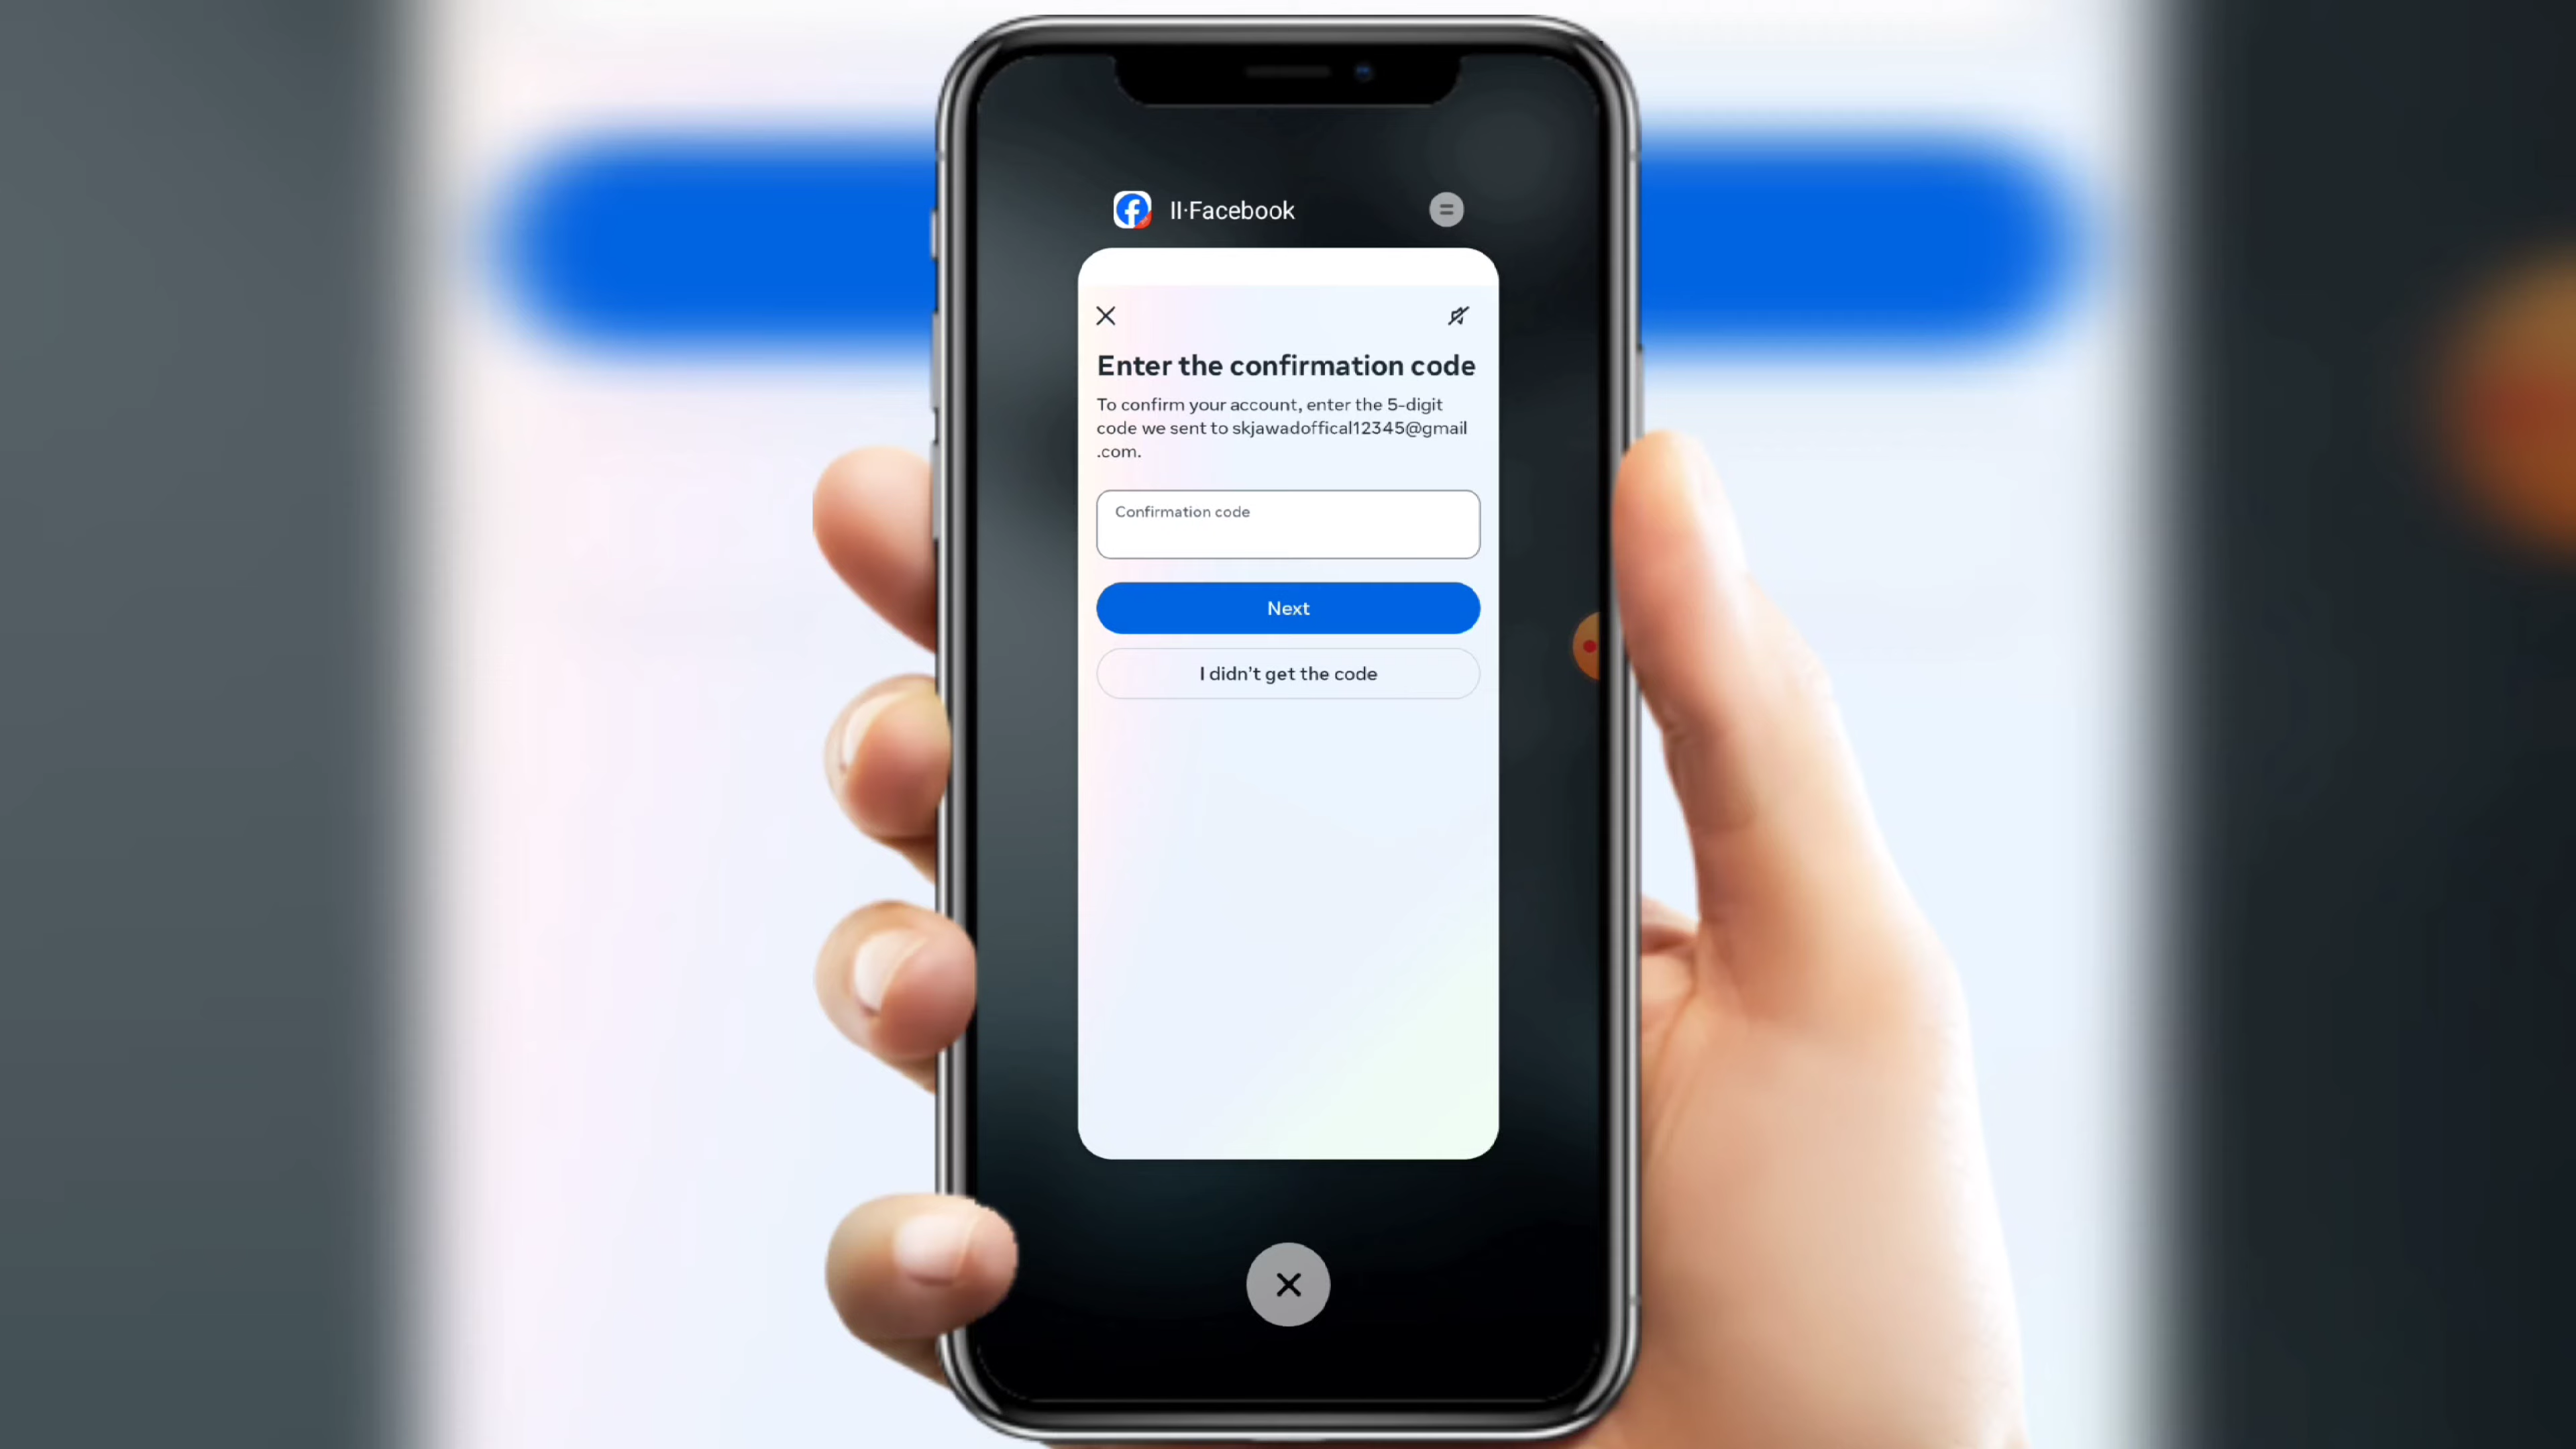 II·Facebook
Enter the confirmation code
To confirm your account, enter the 5-digit
code we sent to skjawadoffical12345@gmail
.com.
Confirmation code
Next
I didn't get the code